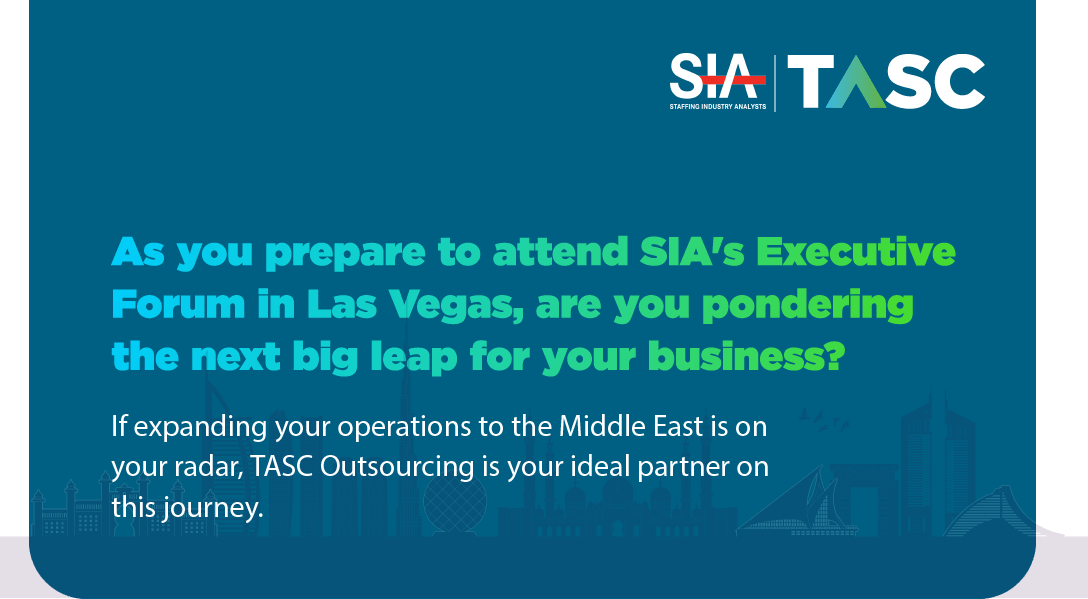 SIA
STAFFING INDUSTRY ANALYSTS
TASC
As you prepare to attend SIA's Executive
Forum in Las Vegas, are you pondering
the next big leap for your business?
If expanding your operations to the Middle East is on
your radar, TASC Outsourcing is your ideal partner on
this journey.